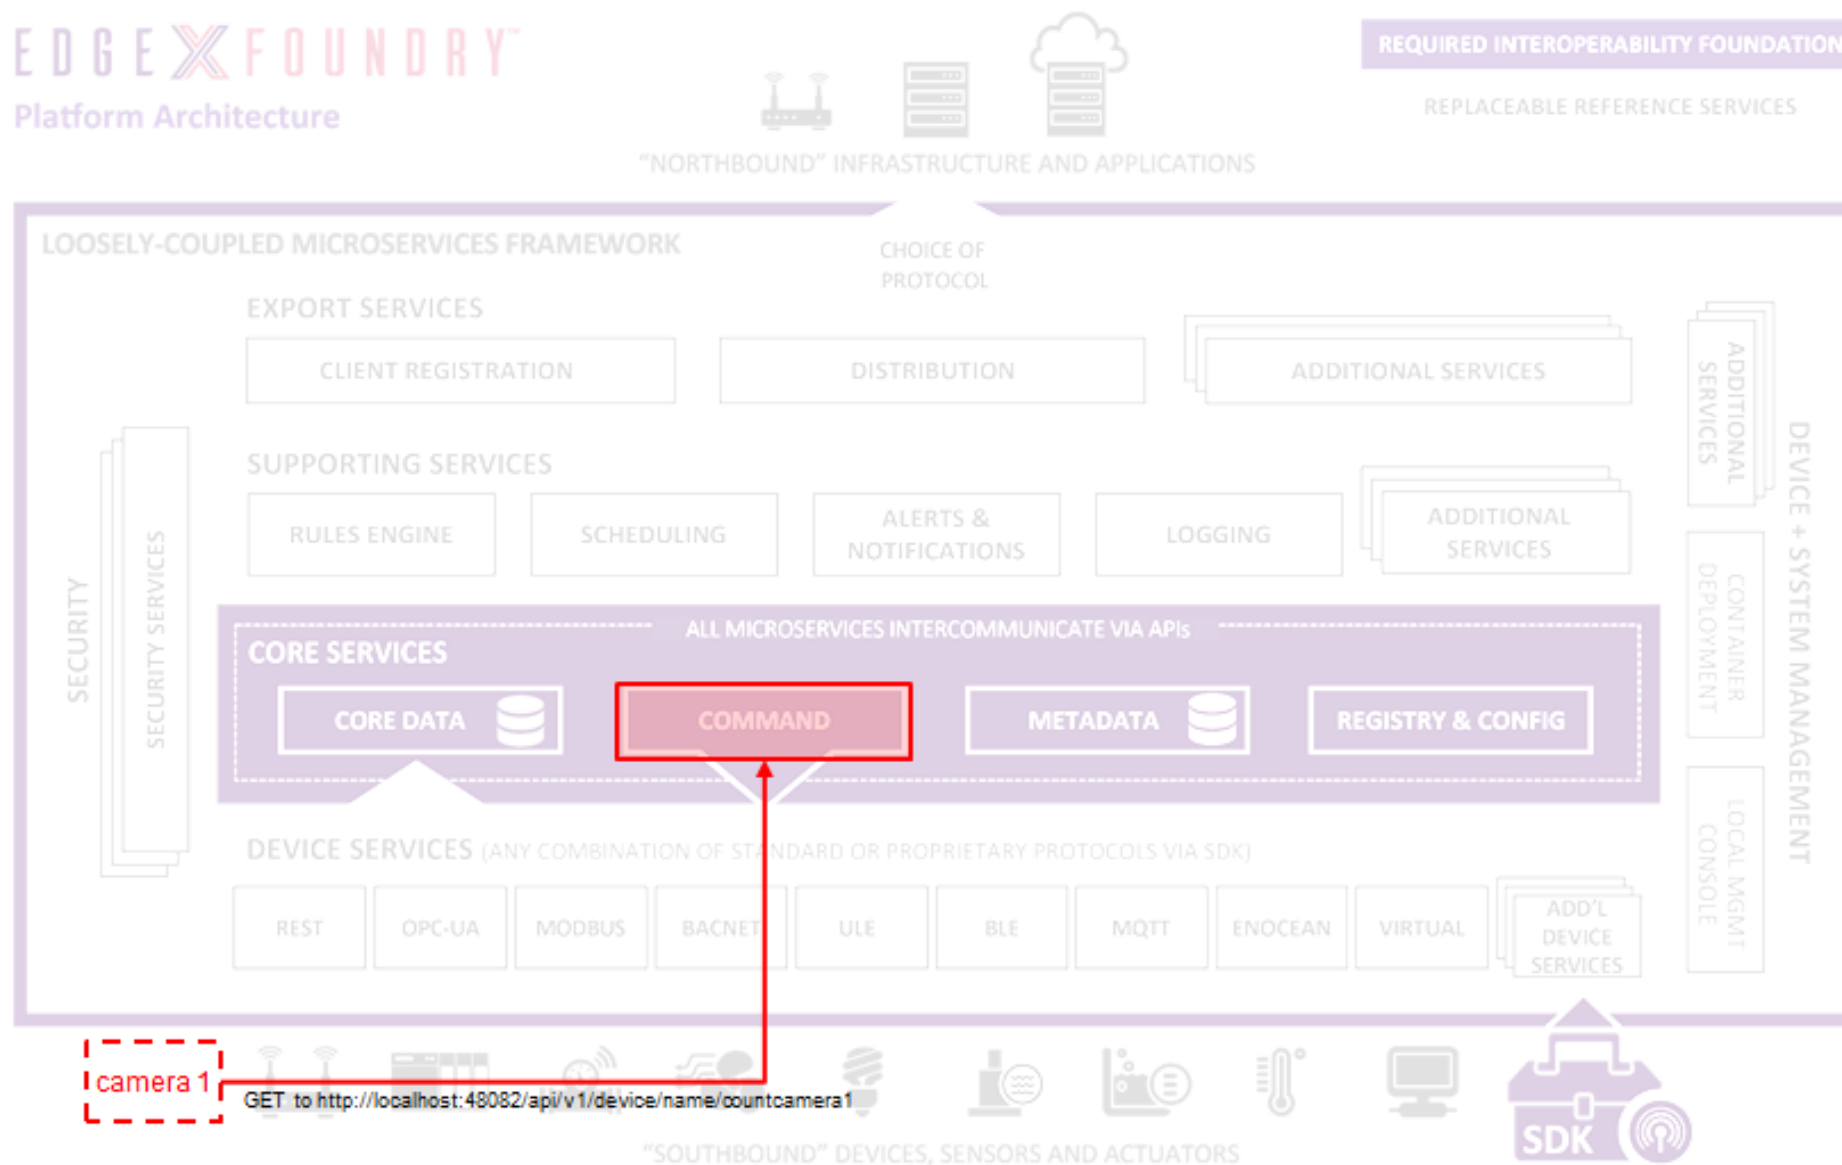 EDGE X FOUNDRY™
Platform Architecture
REQUIRED INTEROPERABILITY FOUNDATION
REPLACEABLE REFERENCE SERVICES
"NORTHBOUND" INFRASTRUCTURE AND APPLICATIONS
LOOSELY-COUPLED MICROSERVICES FRAMEWORK
CHOICE OF
PROTOCOL
EXPORT SERVICES
CLIENT REGISTRATION
DISTRIBUTION
ADDITIONAL SERVICES
SUPPORTING SERVICES
RULES ENGINE
SCHEDULING
ALERTS &
NOTIFICATIONS
LOGGING
ADDITIONAL
SERVICES
SECURITY
SECURITY SERVICES
ADDITIONAL
SERVICES
CONTAINER
DEPLOYMENT
LOCAL MGMT
CONSOLE
DEVICE + SYSTEM MANAGEMENT
ALL MICROSERVICES INTERCOMMUNICATE VIA APIs
CORE SERVICES
CORE DATA
COMMAND
METADATA
REGISTRY & CONFIG
DEVICE SERVICES (ANY COMBINATION OF STANDARD OR PROPRIETARY PROTOCOLS VIA SDK)
REST
OPC-UA
MODBUS
BACNET
ULE
BLE
MQTT
ENOCEAN
VIRTUAL
ADD'L
DEVICE
SERVICES
camera 1
GET to http://localhost:48082/api/v1/device/name/countcamera1
SDK
"SOUTHBOUND" DEVICES, SENSORS AND ACTUATORS